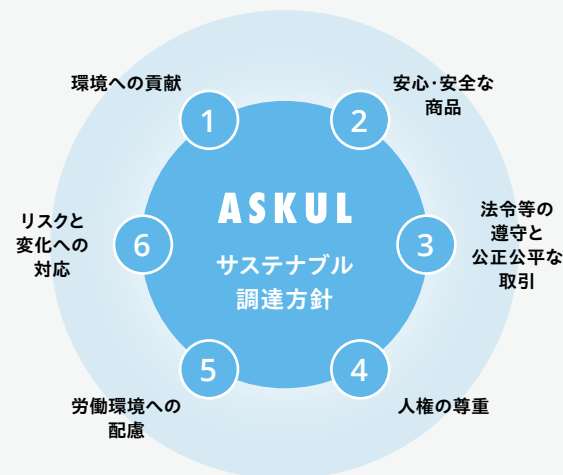 ASKUL
サステナブル
調達方針
1
環境への貢献
2
安心・安全な
商品
3
法令等の
遵守と
公正公平な
取引
4
人権の尊重
5
労働環境への
配慮
6
リスクと
変化への
対応